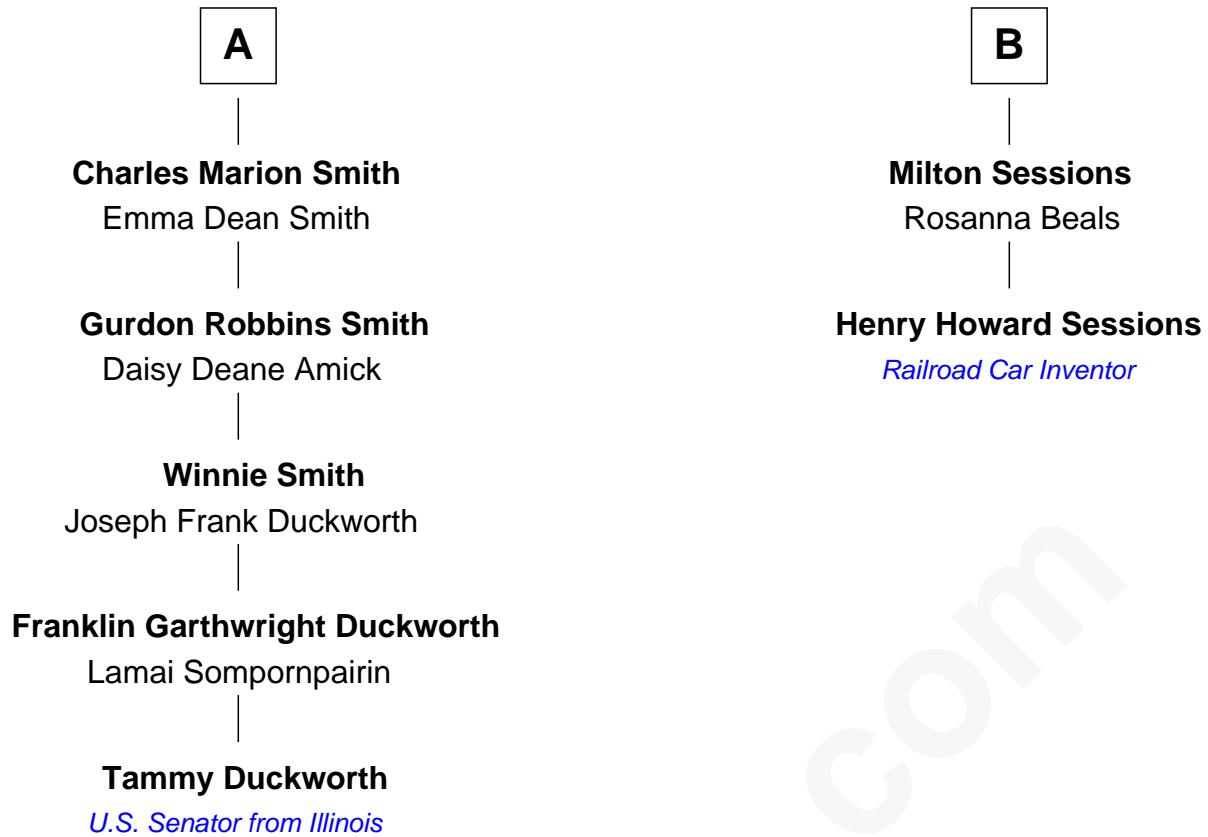 A
Charles Marion Smith
Emma Dean Smith
Gurdon Robbins Smith
Daisy Deane Amick
Winnie Smith
Joseph Frank Duckworth
Franklin Garthwright Duckworth
Lamai Sompornpairin
Tammy Duckworth
U.S. Senator from Illinois
B
Milton Sessions
Rosanna Beals
Henry Howard Sessions
Railroad Car Inventor
com